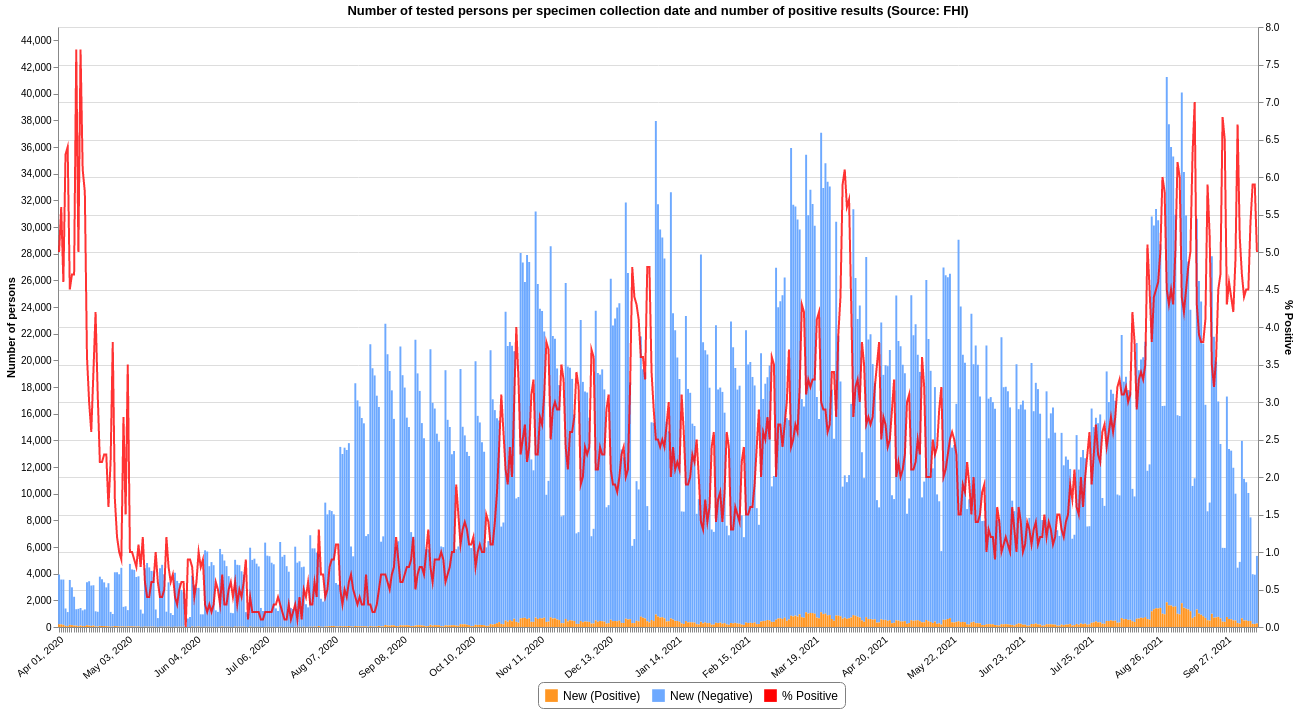 Number of tested persons per specimen collection date and number of positive results (Source: FHI)
Number of persons
44,000
42,000
40,000
38,000
36,000
34,000
32,000
30,000
28,000
26,000
24,000
22,000
20,000
18,000
16,000
14,000
12,000
10,000
8,000
6,000
4,000
2,000
0
8.0
7.5
7.0
6.5
6.0
5.5
5.0
4.5
4.0
3.5
3.0
2.5
2.0
1.5
1.0
0.5
0.0
% Positive
Apr 01, 2020
May 03, 2020
Jun 04, 2020
Jul 06, 2020
Aug 07, 2020
Sep 08, 2020
Oct 10, 2020
Nov 11, 2020
Dec 13, 2020
Jan 14, 2021
Feb 15, 2021
Mar 19, 2021
Apr 20, 2021
May 22, 2021
Jun 23, 2021
Jul 25, 2021
Aug 26, 2021
Sep 27, 2021
New (Positive) New (Negative) % Positive